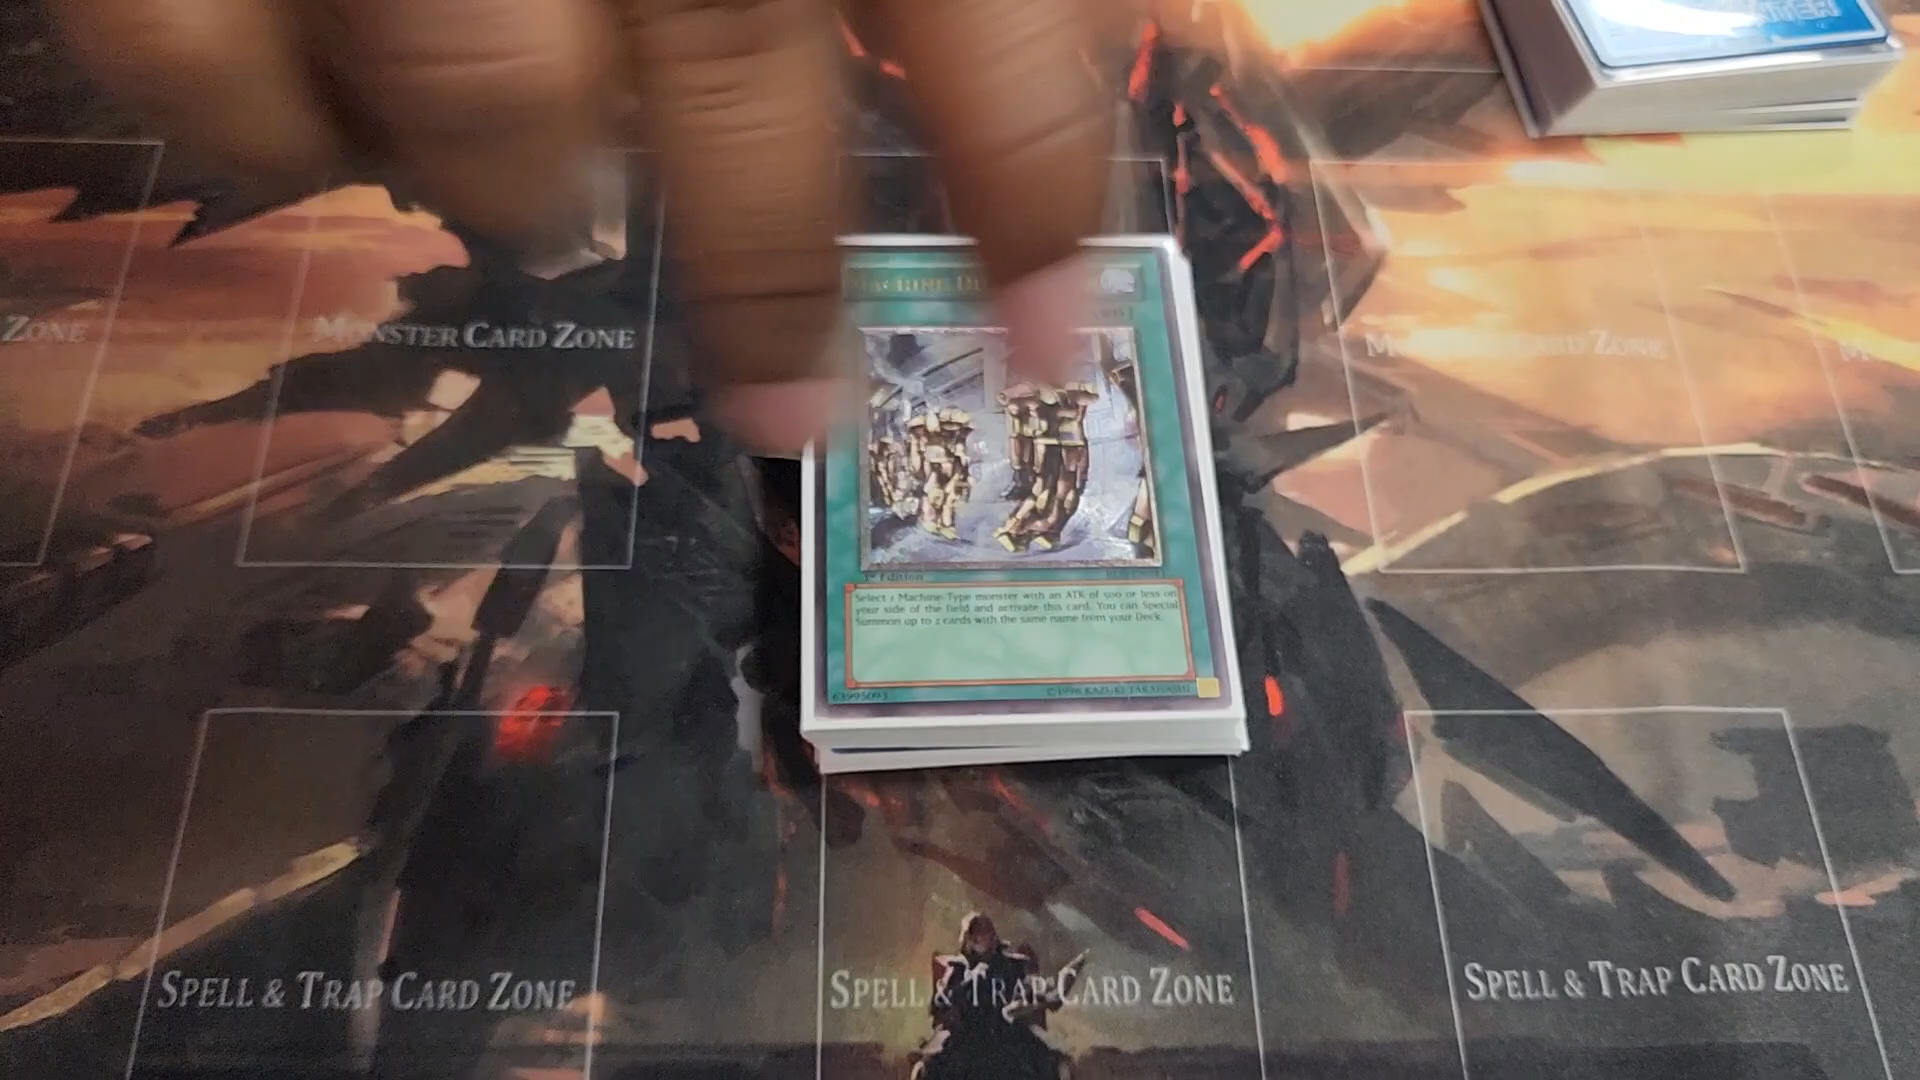 ZONE
MONSTER CARD ZONE
MACHINE
1st Edition
Select 1 Machine-Type monster with an ATK of 500 or less on
your side of the field and activate this card. You can Special
Summon up to 2 cards with the same name from your Deck.
63995093
©1996 KAZUKI TAKAHASHI
CARD ZONE
SPELL & TRAP CARD ZONE
SPELL & TRAP CARD ZONE
SPELL & TRAP CARD ZONE